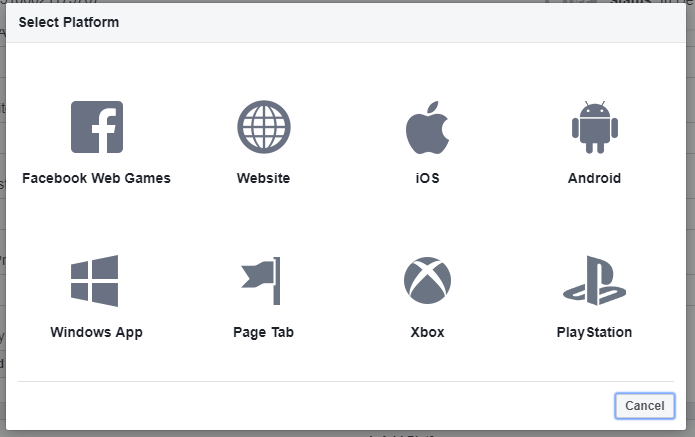 Select Platform
Facebook Web Games
Website
iOS
Android
Windows App
Page Tab
Xbox
PlayStation
Cancel